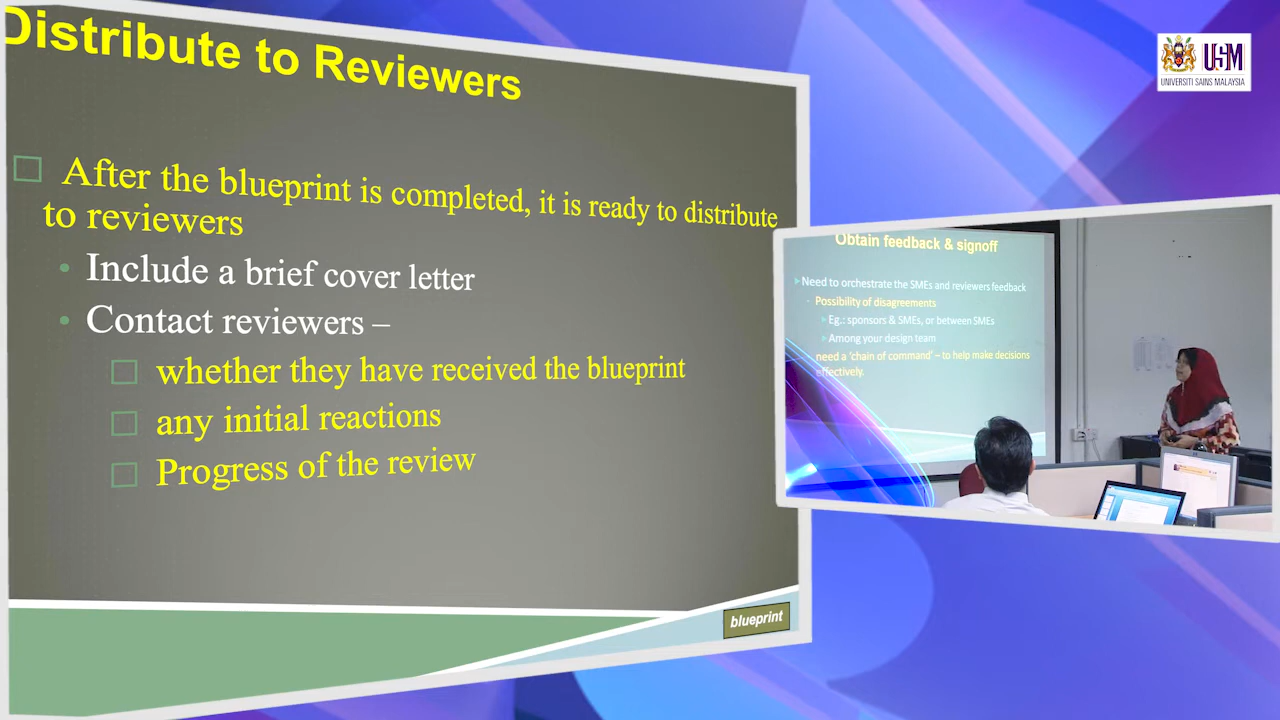 Distribute to Reviewers
After the blueprint is completed, it is ready to distribute
to reviewers
Include a brief cover letter
Contact reviewers –
whether they have received the blueprint
any initial reactions
Progress of the review
blueprint
USM
UNIVERSITI SAINS MALAYSIA
Obtain feedback & signoff
Need to orchestrate the SMEs and reviewers feedback
Possibility of disagreements
Eg.: sponsors & SMEs, or between SMEs
Among your design team
need a ‘chain of command’ – to help make decisions
effectively.